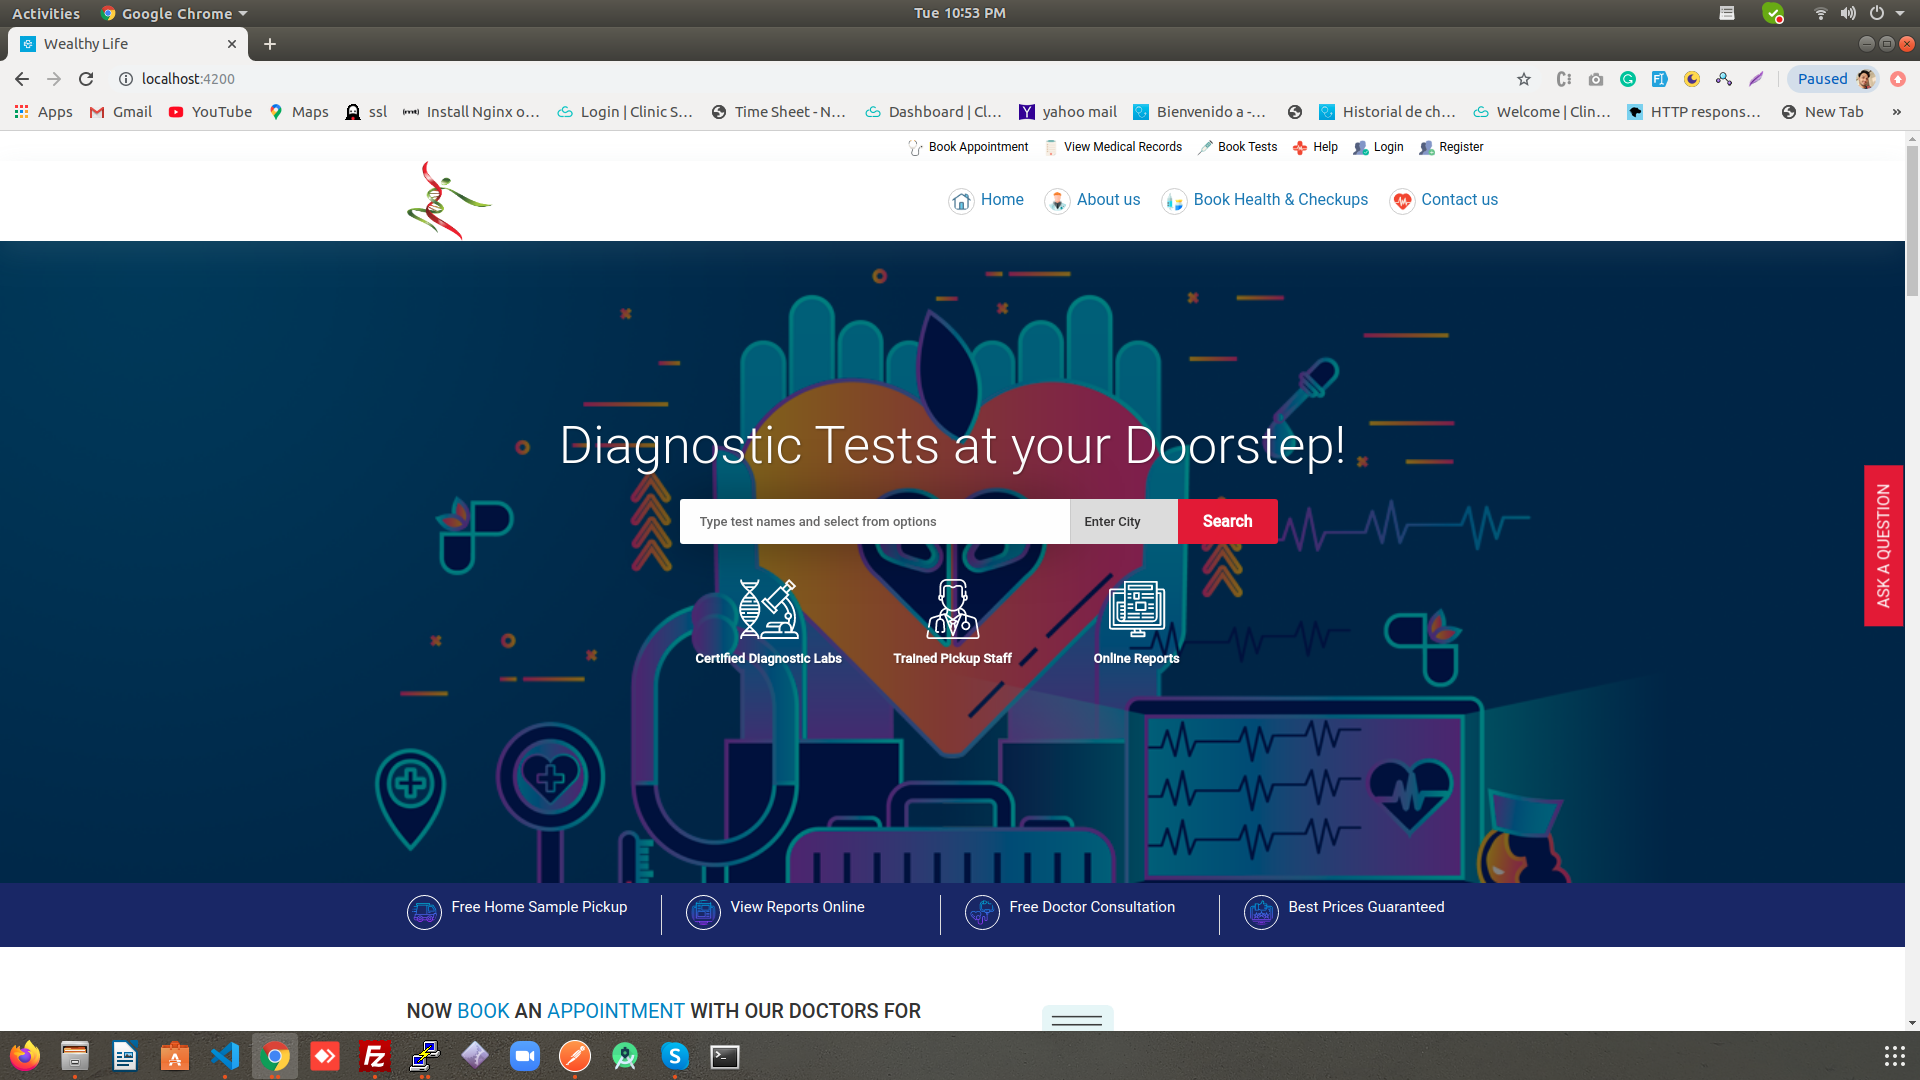 Activities Google Chrome Tue 10:53 PM
Wealthy Life
localhost:4200 Paused
Apps Gmail YouTube Maps ssl Install Nginx o... Login | Clinic S... Time Sheet - N... Dashboard | Cl... yahoo mail Bienvenido a -... Historial de ch... Welcome | Clin... HTTP respons... New Tab »
Book Appointment View Medical Records Book Tests Help Login Register
Home About us Book Health & Checkups Contact us
Diagnostic Tests at your Doorstep!
Type test names and select from options Enter City Search
ASK A QUESTION
Certified Diagnostic Labs Trained Pickup Staff Online Reports
Free Home Sample Pickup View Reports Online Free Doctor Consultation Best Prices Guaranteed
NOW BOOK AN APPOINTMENT WITH OUR DOCTORS FOR